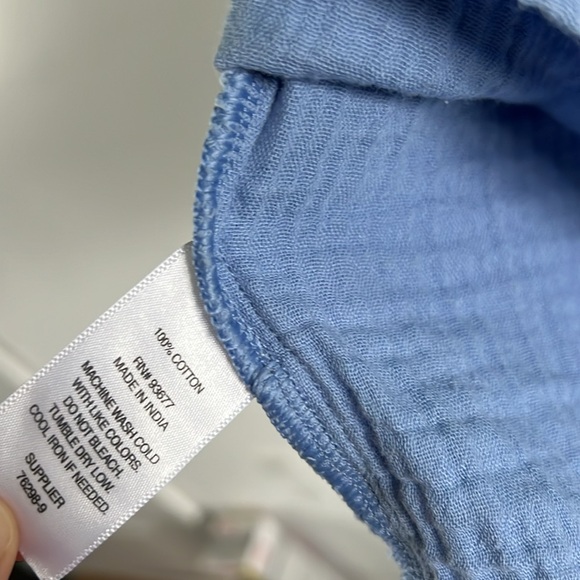 100% COTTON
RN# 93677
MADE IN INDIA
MACHINE WASH COLD
WITH LIKE COLORS.
DO NOT BLEACH.
TUMBLE DRY LOW.
COOL IRON IF NEEDED.
SUPPLIER
76298-9